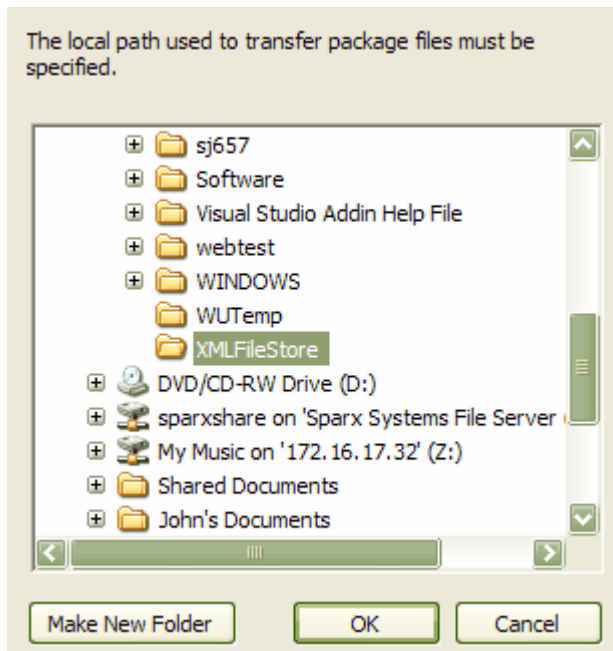 The local path used to transfer package files must be
specified.
sj657
Software
Visual Studio Addin Help File
webtest
WINDOWS
WUTemp
XMLFileStore
DVD/CD-RW Drive (D:)
sparxshare on 'Sparx Systems File Server (
My Music on '172.16.17.32' (Z:)
Shared Documents
John's Documents
Make New Folder
OK
Cancel